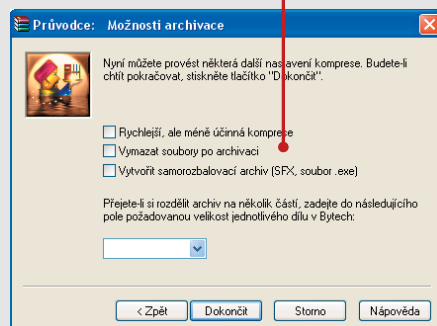 Průvodce: Možnosti archivace
Nyní můžete provést některá další nastavení komprese. Budete-li
chtít pokračovat, stiskněte tlačítko "Dokončit".
Rychlejší, ale méně účinná komprese
Vymazat soubory po archivaci
Vytvořit samorozbalovací archiv (SFX, soubor .exe)
Přejete-li si rozdělit archiv na několik částí, zadejte do následujícího
pole požadovanou velikost jednotlivého dílu v Bytech:
< Zpět Dokončit Storno Nápověda